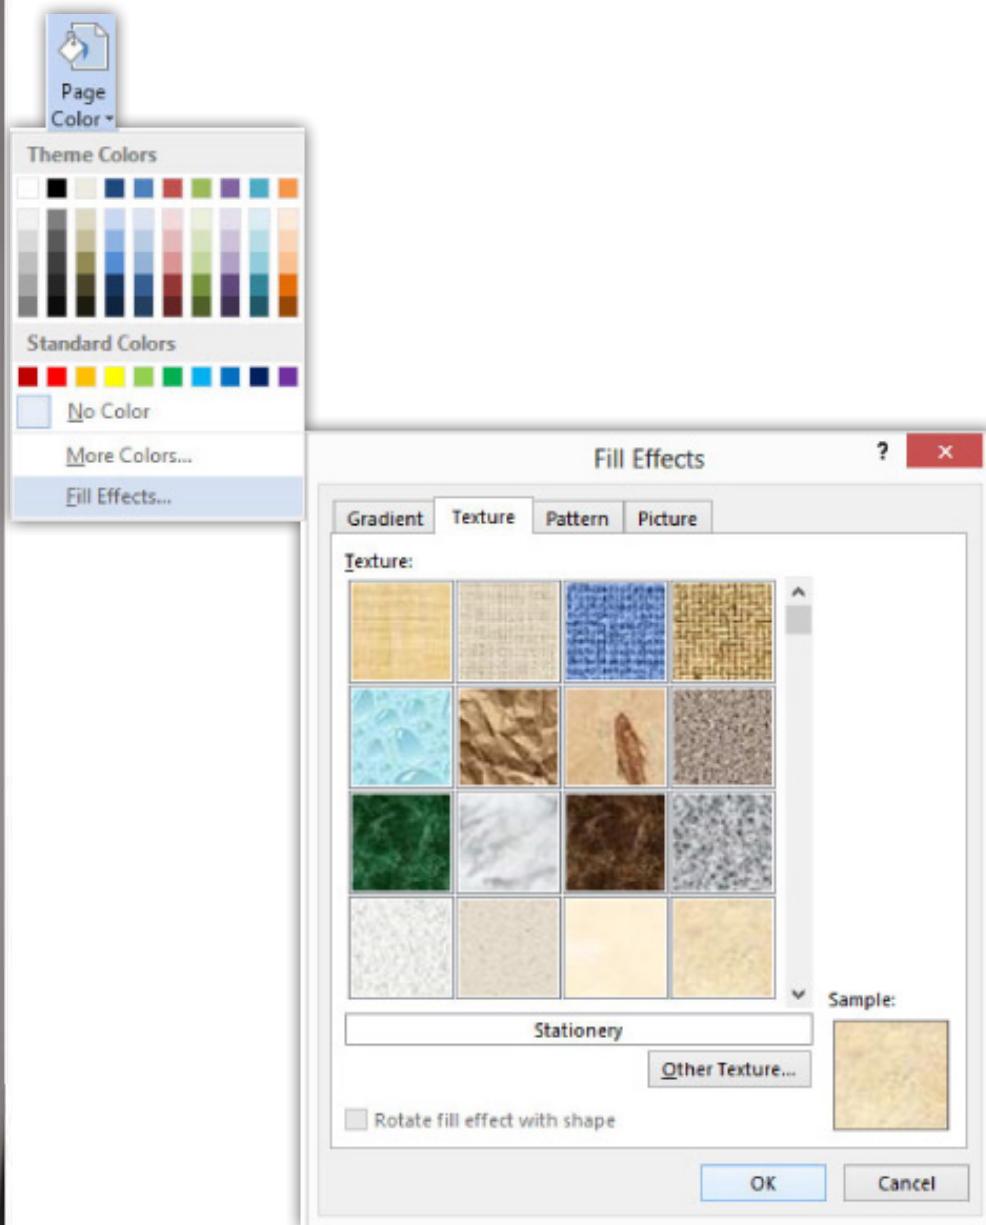 Page
Color
Theme Colors
Standard Colors
No Color
More Colors...
Fill Effects...
Fill Effects
?
Gradient
Texture
Pattern
Picture
Texture:
Sample:
Stationery
Other Texture...
Rotate fill effect with shape
OK
Cancel